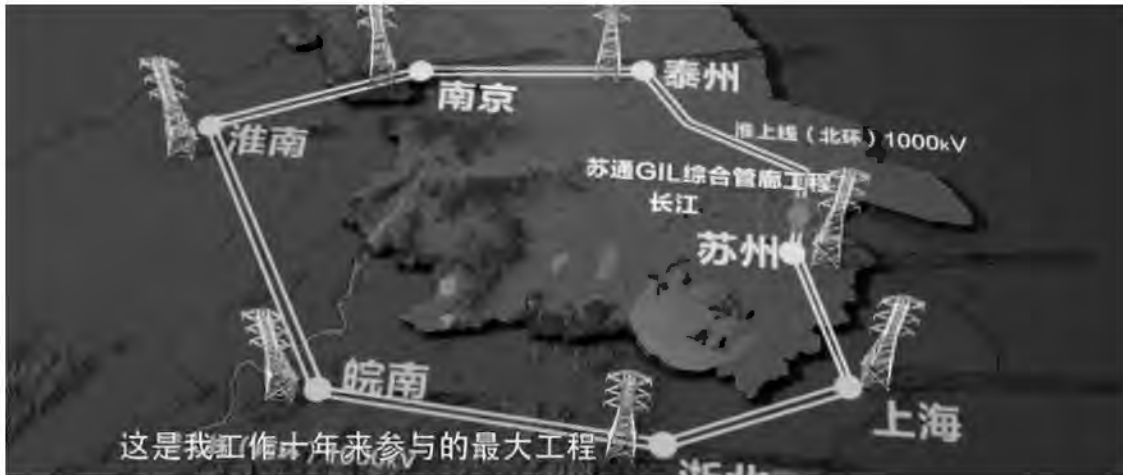 泰州
南京
淮南
淮上线（北环）1000kV
苏通GIL综合管廊工程
长江
苏州
皖南
上海
这是我工作十年来参与的最大工程
1000kV